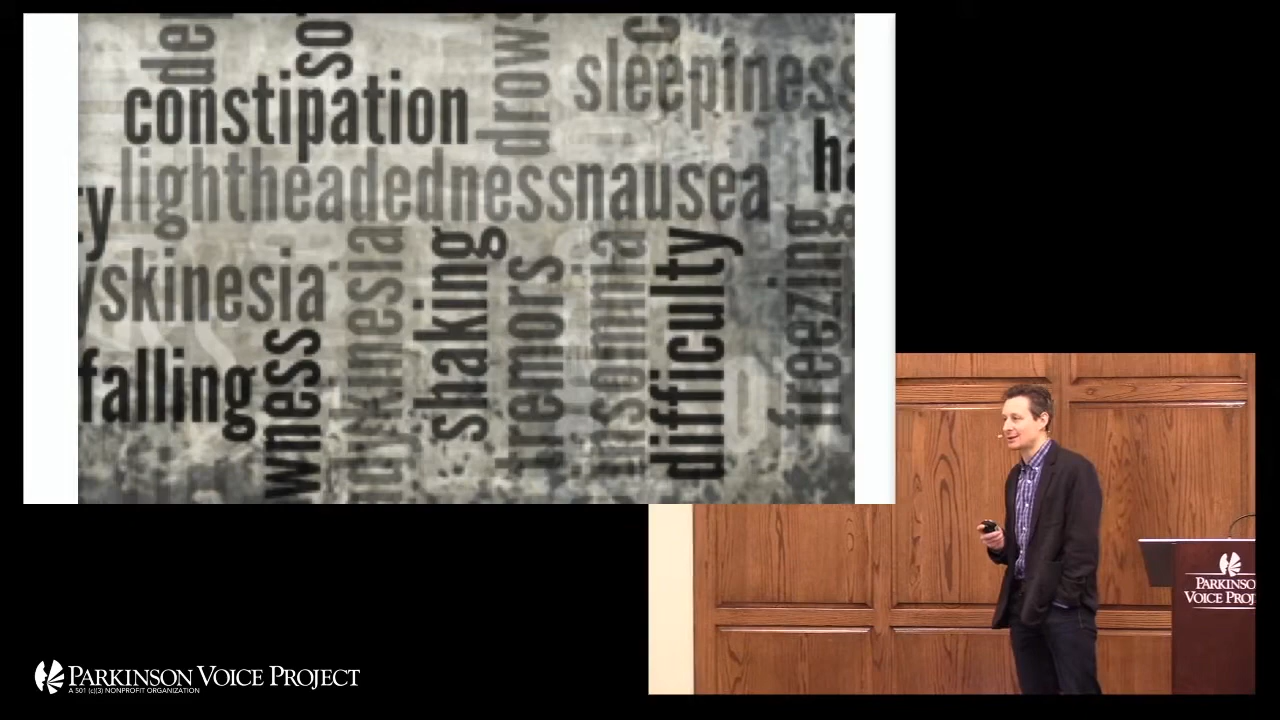 constipation
sleepiness
lightheadedness
nausea
yskinesia
falling
wness
shaking
tremors
insomnia
difficulty
freezing
PARKINSON VOICE PROJECT
A 501 (c)(3) NONPROFIT ORGANIZATION
PARKINSO
VOICE PROJ